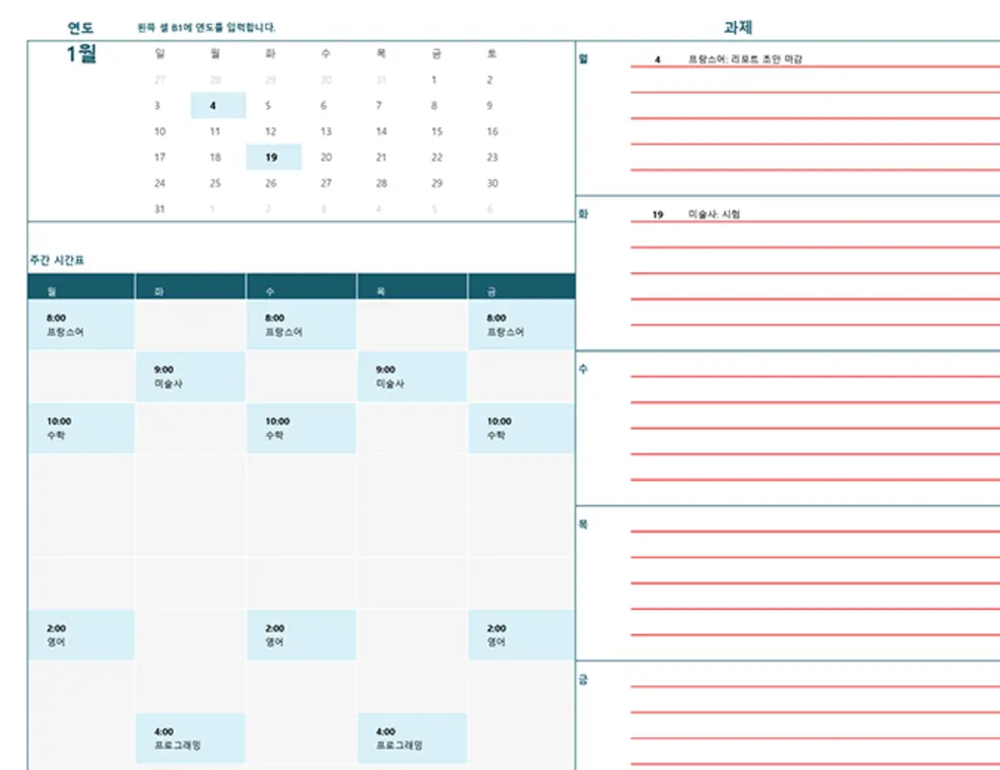 연도 왼쪽 셀 B1에 연도를 입력합니다. 과제
1월
일 월 화 수 목 금 토
27 28 29 30 31 1 2
3 4 5 6 7 8 9
10 11 12 13 14 15 16
17 18 19 20 21 22 23
24 25 26 27 28 29 30
31 1 2 3 4 5 6
주간 시간표
월 화 수 목 금
8:00 8:00 8:00
프랑스어 프랑스어 프랑스어
9:00 9:00
미술사 미술사
10:00 10:00 10:00
수학 수학 수학
2:00 2:00 2:00
영어 영어 영어
4:00 4:00
프로그래밍 프로그래밍
월 4 프랑스어: 리포트 초안 마감
화 19 미술사: 시험
수
목
금